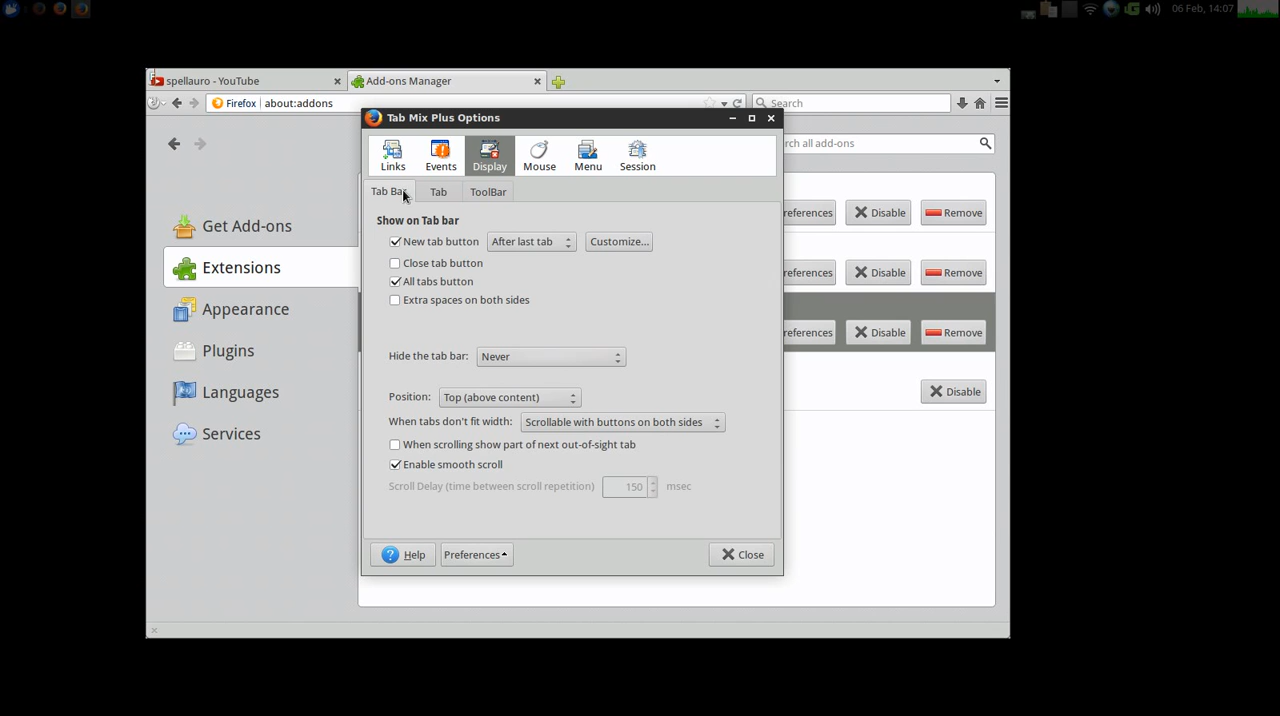 06 Feb, 14:07
spellauro - YouTube
Add-ons Manager
Firefox about:addons
Search
Tab Mix Plus Options
Links Events Display Mouse Menu Session
Tab Bar Tab ToolBar
Show on Tab bar
New tab button After last tab Customize...
Close tab button
All tabs button
Extra spaces on both sides
Hide the tab bar: Never
Position: Top (above content)
When tabs don't fit width: Scrollable with buttons on both sides
When scrolling show part of next out-of-sight tab
Enable smooth scroll
Scroll Delay (time between scroll repetition) 150 msec
Help Preferences Close
Get Add-ons
Extensions
Appearance
Plugins
Languages
Services
rch all add-ons
references Disable Remove
references Disable Remove
references Disable Remove
Disable